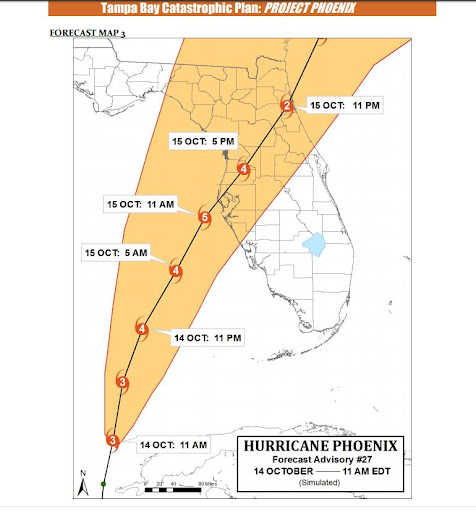 Tampa Bay Catastrophic Plan: PROJECT PHOENIX
FORECAST MAP 3
2
15 OCT: 11 PM
15 OCT: 5 PM
4
15 OCT: 11 AM
5
15 OCT: 5 AM
4
4
14 OCT: 11 PM
3
3
14 OCT: 11 AM
HURRICANE PHOENIX
Forecast Advisory #27
14 OCTOBER —— 11 AM EDT
(Simulated)
N
0 20 40 80 Miles